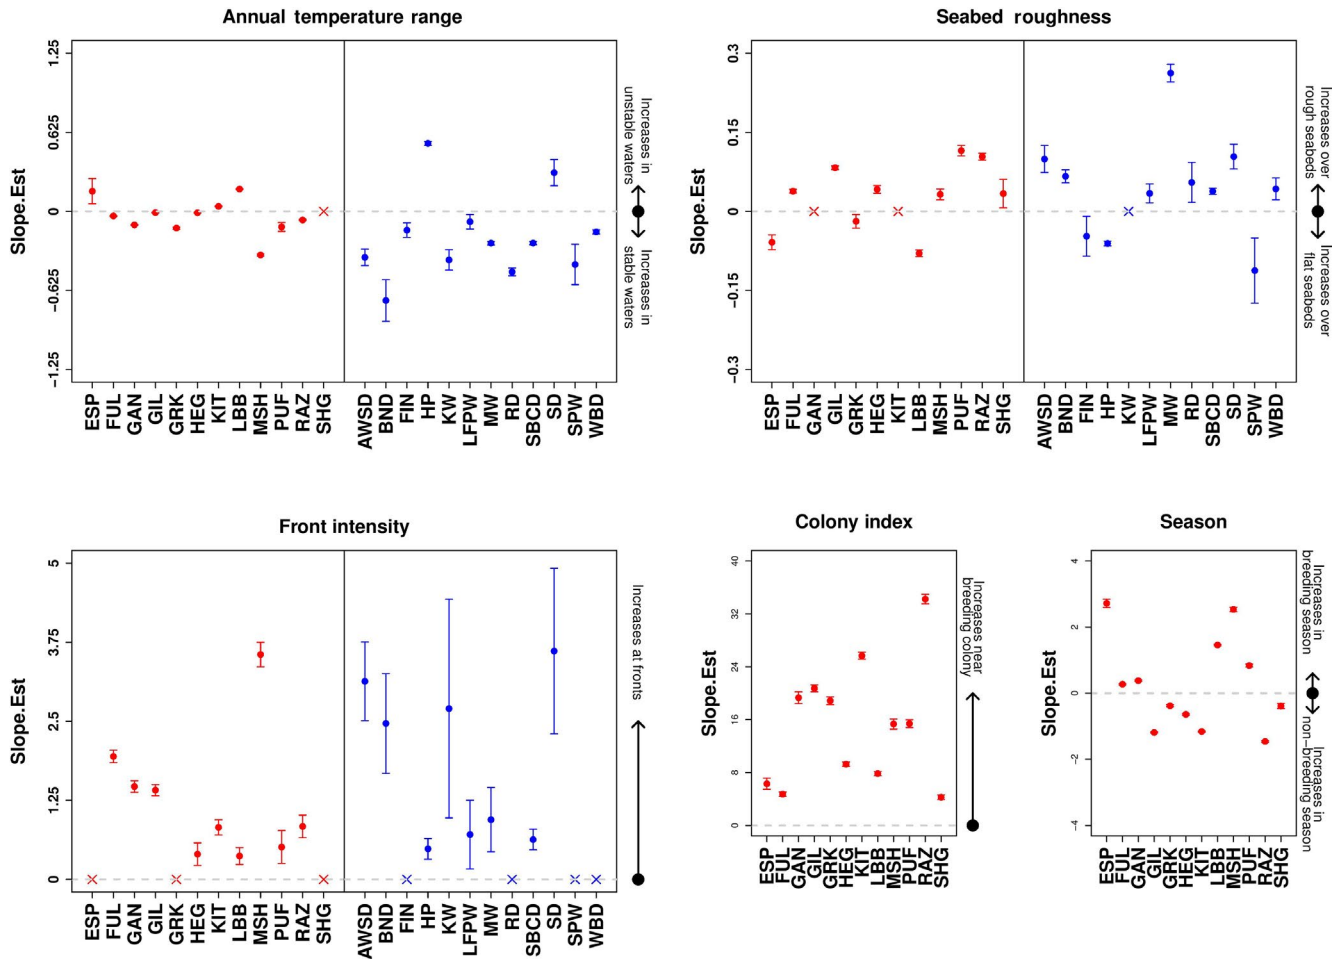 Annual temperature range
Slope.Est
1.25
0.625
0
−0.625
−1.25
ESP FUL GAN GIL GRK HEG KIT LBB MSH PUF RAZ SHG AWSD BND FIN HP KW LFPW MW RD SBCD SD SPW WBD
Increases in
unstable waters
Increases in
stable waters
Seabed roughness
Slope.Est
0.3
0.15
0
−0.15
−0.3
ESP FUL GAN GIL GRK HEG KIT LBB MSH PUF RAZ SHG AWSD BND FIN HP KW LFPW MW RD SBCD SD SPW WBD
Increases over
rough seabeds
Increases over
flat seabeds
Front intensity
Slope.Est
5
3.75
2.5
1.25
0
ESP FUL GAN GIL GRK HEG KIT LBB MSH PUF RAZ SHG AWSD BND FIN HP KW LFPW MW RD SBCD SD SPW WBD
Increases at fronts
Colony index
Slope.Est
40
32
24
16
8
0
ESP FUL GAN GIL GRK HEG KIT LBB MSH PUF RAZ SHG
Increases near
breeding colony
Season
Slope.Est
4
2
0
−2
−4
ESP FUL GAN GIL GRK HEG KIT LBB MSH PUF RAZ SHG
Increases in
breeding season
Increases in
non−breeding season